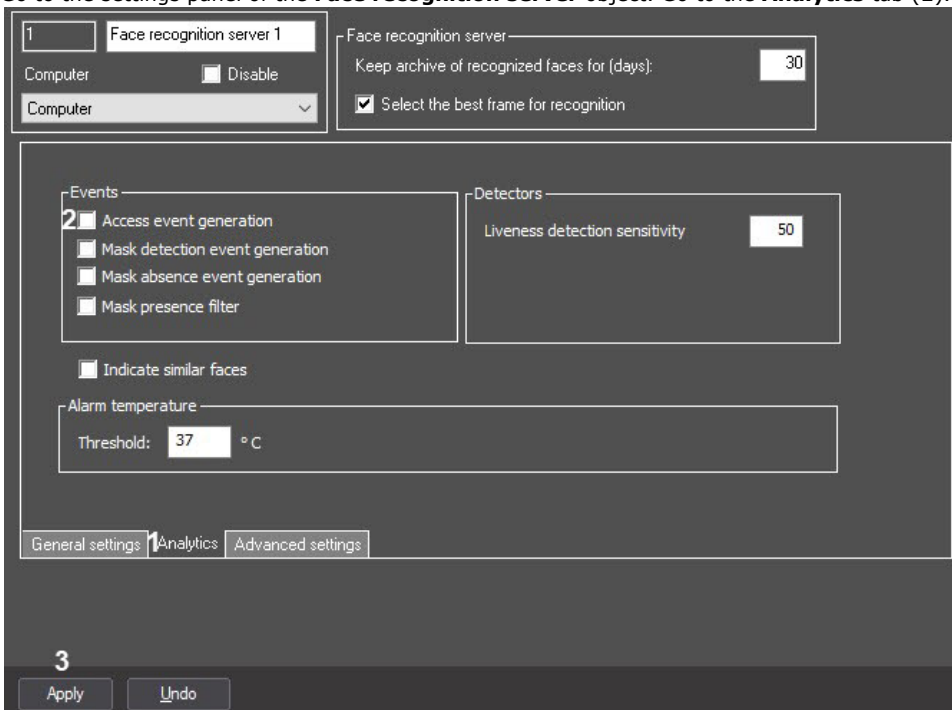 Go to the settings panel of the Face recognition server object. Go to the Analytics tab (1).
1 Face recognition server 1
Computer Disable
Computer
Face recognition server
Keep archive of recognized faces for (days): 30
Select the best frame for recognition
Events
2 Access event generation
Mask detection event generation
Mask absence event generation
Mask presence filter
Detectors
Liveness detection sensitivity 50
Indicate similar faces
Alarm temperature
Threshold: 37 °C
General settings 1 Analytics Advanced settings
3
Apply Undo